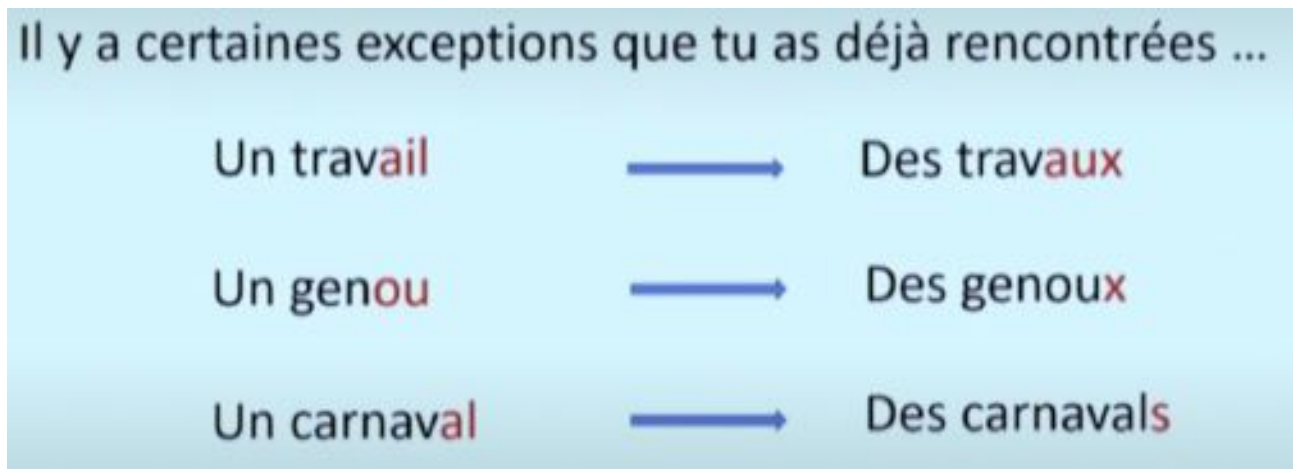 Il y a certaines exceptions que tu as déjà rencontrées ...
Un travail Des travaux
Un genou Des genoux
Un carnaval Des carnavals